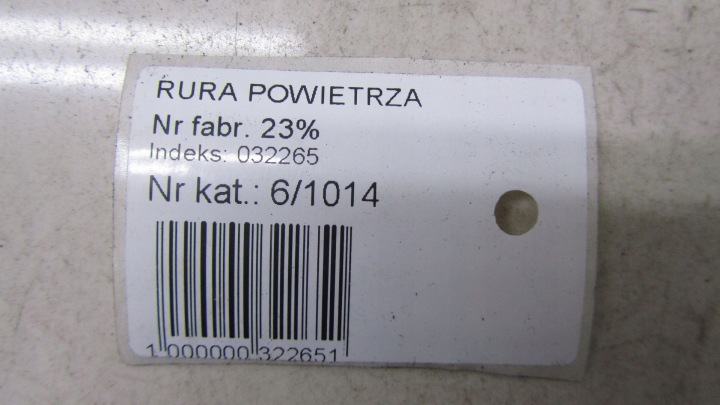 RURA POWIETRZA
Nr fabr. 23%
Indeks: 032265
Nr kat.: 6/1014
1 000000 322651